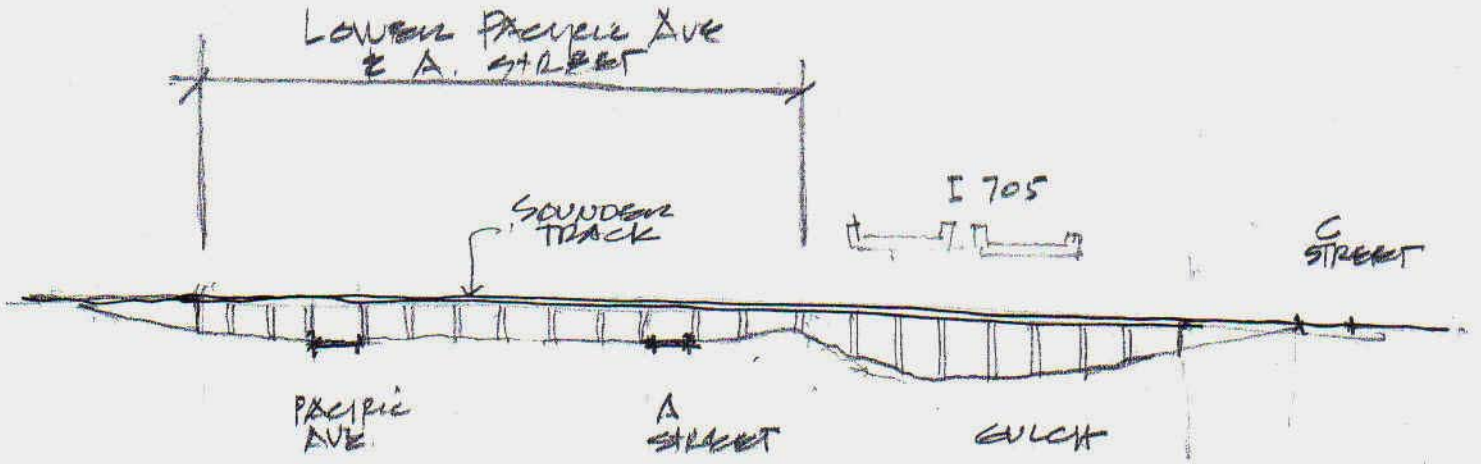 LOWER PACIFIC AVE
& A. STREET
I 705
SOUNDER
TRACK
C
STREET
PACIFIC
AVE.
A
STREET
GULCH